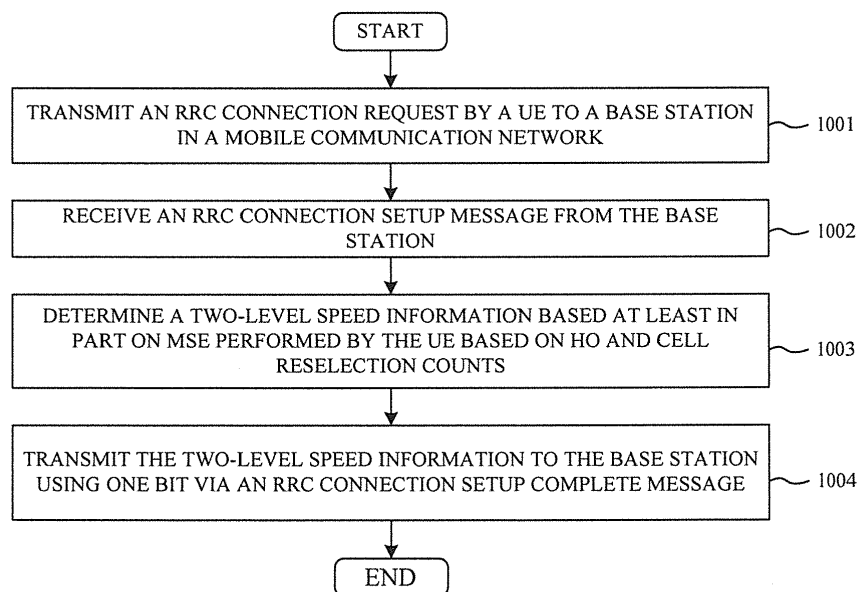 START
TRANSMIT AN RRC CONNECTION REQUEST BY A UE TO A BASE STATION
IN A MOBILE COMMUNICATION NETWORK
1001
RECEIVE AN RRC CONNECTION SETUP MESSAGE FROM THE BASE
STATION
1002
DETERMINE A TWO-LEVEL SPEED INFORMATION BASED AT LEAST IN
PART ON MSE PERFORMED BY THE UE BASED ON HO AND CELL
RESELECTION COUNTS
1003
TRANSMIT THE TWO-LEVEL SPEED INFORMATION TO THE BASE STATION
USING ONE BIT VIA AN RRC CONNECTION SETUP COMPLETE MESSAGE
1004
END